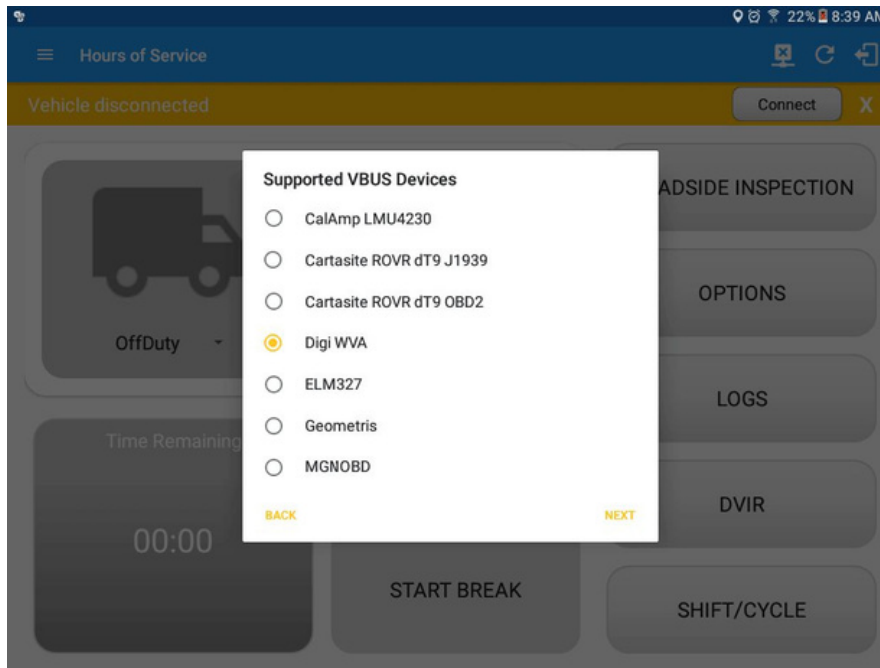 22% 8:39 AM
Hours of Service
Vehicle disconnected
Connect
X
Supported VBUS Devices
CalAmp LMU4230
Cartasite ROVR dT9 J1939
Cartasite ROVR dT9 OBD2
Digi WVA
ELM327
Geometris
MGNOBD
BACK
NEXT
OffDuty
Time Remaining
00:00
START BREAK
ADSIDE INSPECTION
OPTIONS
LOGS
DVIR
SHIFT/CYCLE